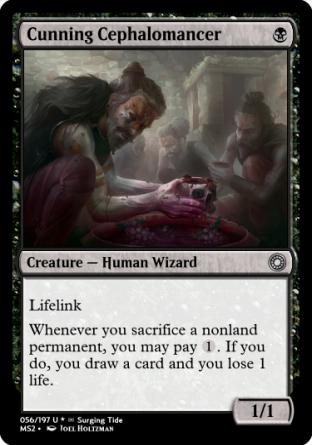 Cunning Cephalomancer
Creature — Human Wizard
Lifelink
Whenever you sacrifice a nonland
permanent, you may pay 1. If you
do, you draw a card and you lose 1
life.
056/197 U * = Surging Tide
MS2 • Joel Holtzman
1/1